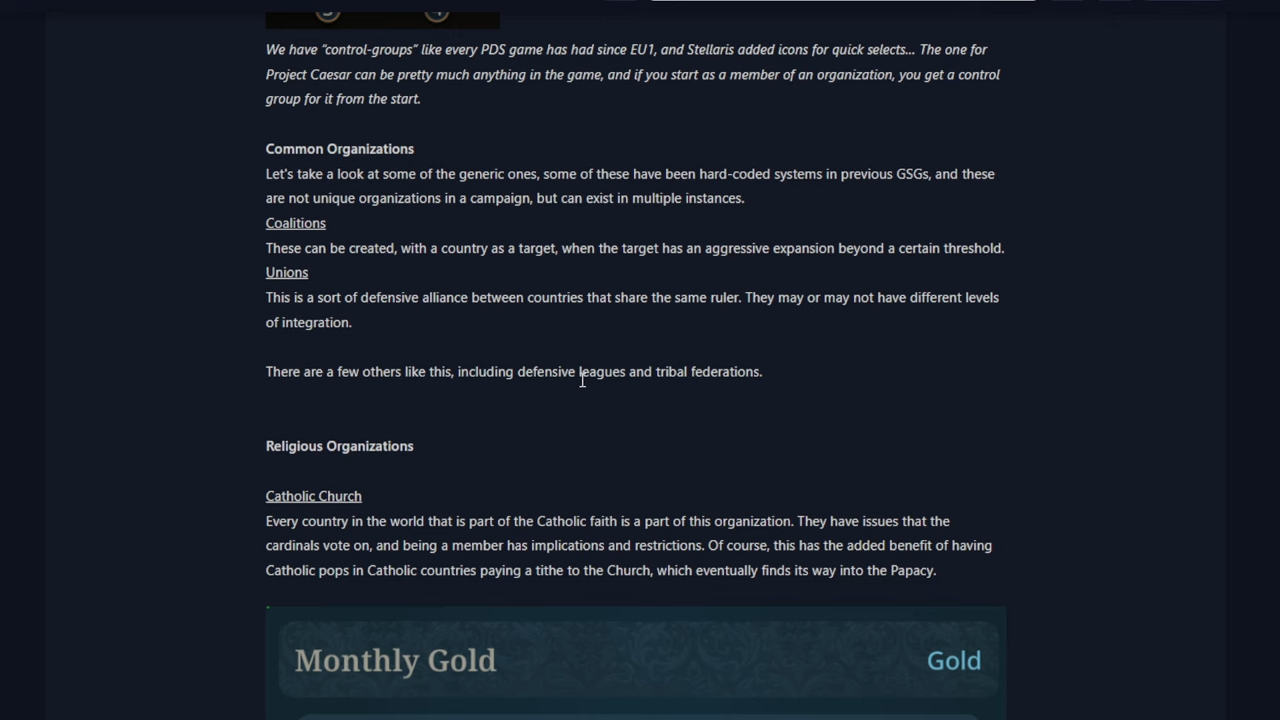 We have “control-groups” like every PDS game has had since EU1, and Stellaris added icons for quick selects... The one for
Project Caesar can be pretty much anything in the game, and if you start as a member of an organization, you get a control
group for it from the start.
Common Organizations
Let's take a look at some of the generic ones, some of these have been hard-coded systems in previous GSGs, and these
are not unique organizations in a campaign, but can exist in multiple instances.
Coalitions
These can be created, with a country as a target, when the target has an aggressive expansion beyond a certain threshold.
Unions
This is a sort of defensive alliance between countries that share the same ruler. They may or may not have different levels
of integration.
There are a few others like this, including defensive leagues and tribal federations.
Religious Organizations
Catholic Church
Every country in the world that is part of the Catholic faith is a part of this organization. They have issues that the
cardinals vote on, and being a member has implications and restrictions. Of course, this has the added benefit of having
Catholic pops in Catholic countries paying a tithe to the Church, which eventually finds its way into the Papacy.
Monthly Gold Gold